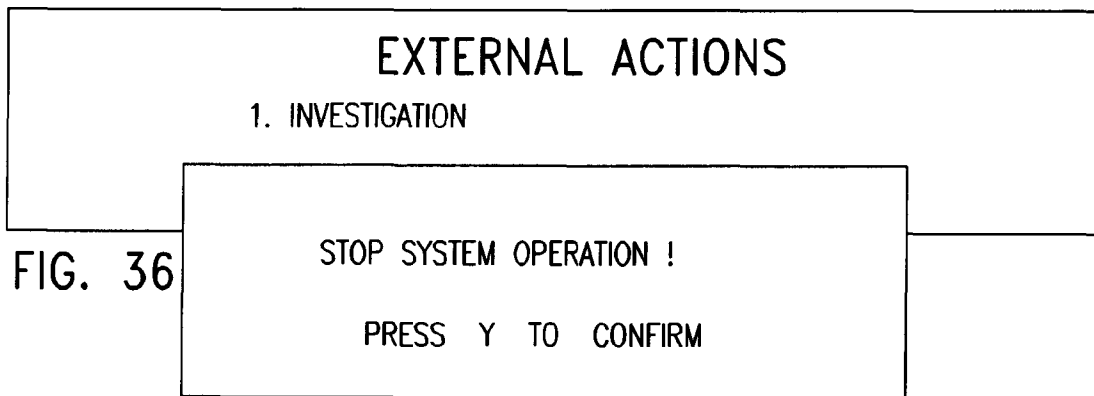 EXTERNAL ACTIONS
1. INVESTIGATION
FIG. 36
STOP SYSTEM OPERATION !
PRESS Y TO CONFIRM